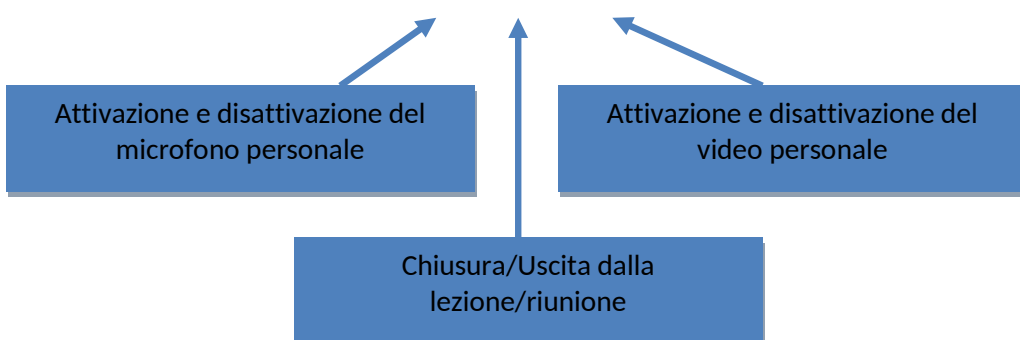 Attivazione e disattivazione del
microfono personale
Attivazione e disattivazione del
video personale
Chiusura/Uscita dalla
lezione/riunione